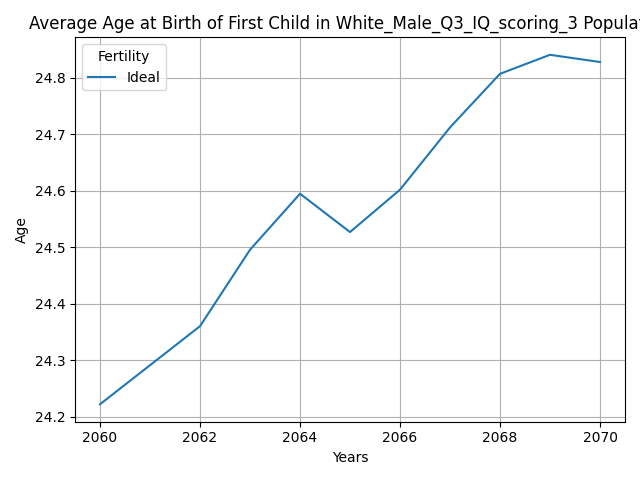 Average Age at Birth of First Child in White_Male_Q3_IQ_scoring_3 Populat
Fertility
Ideal
24.8
24.7
24.6
24.5
24.4
24.3
24.2
Age
2060 2062 2064 2066 2068 2070
Years